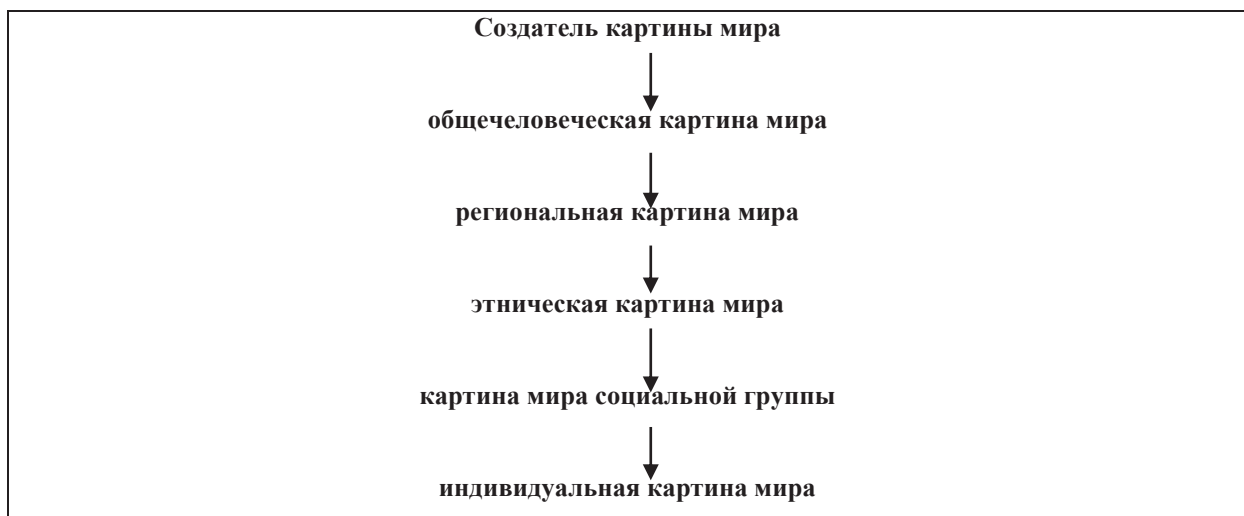 Создатель картины мира
общечеловеческая картина мира
региональная картина мира
этническая картина мира
картина мира социальной группы
индивидуальная картина мира